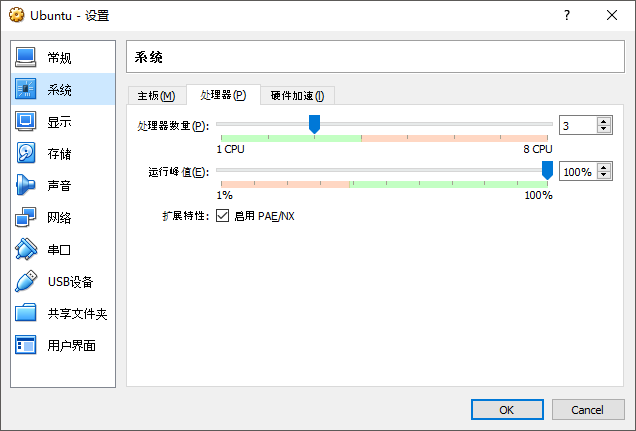 Ubuntu - 设置
常规
系统
显示
存储
声音
网络
串口
USB设备
共享文件夹
用户界面
系统
主板(M) 处理器(P) 硬件加速(l)
处理器数量(P): 3
1 CPU 8 CPU
运行峰值(E): 100%
1% 100%
扩展特性: 启用 PAE/NX
OK Cancel